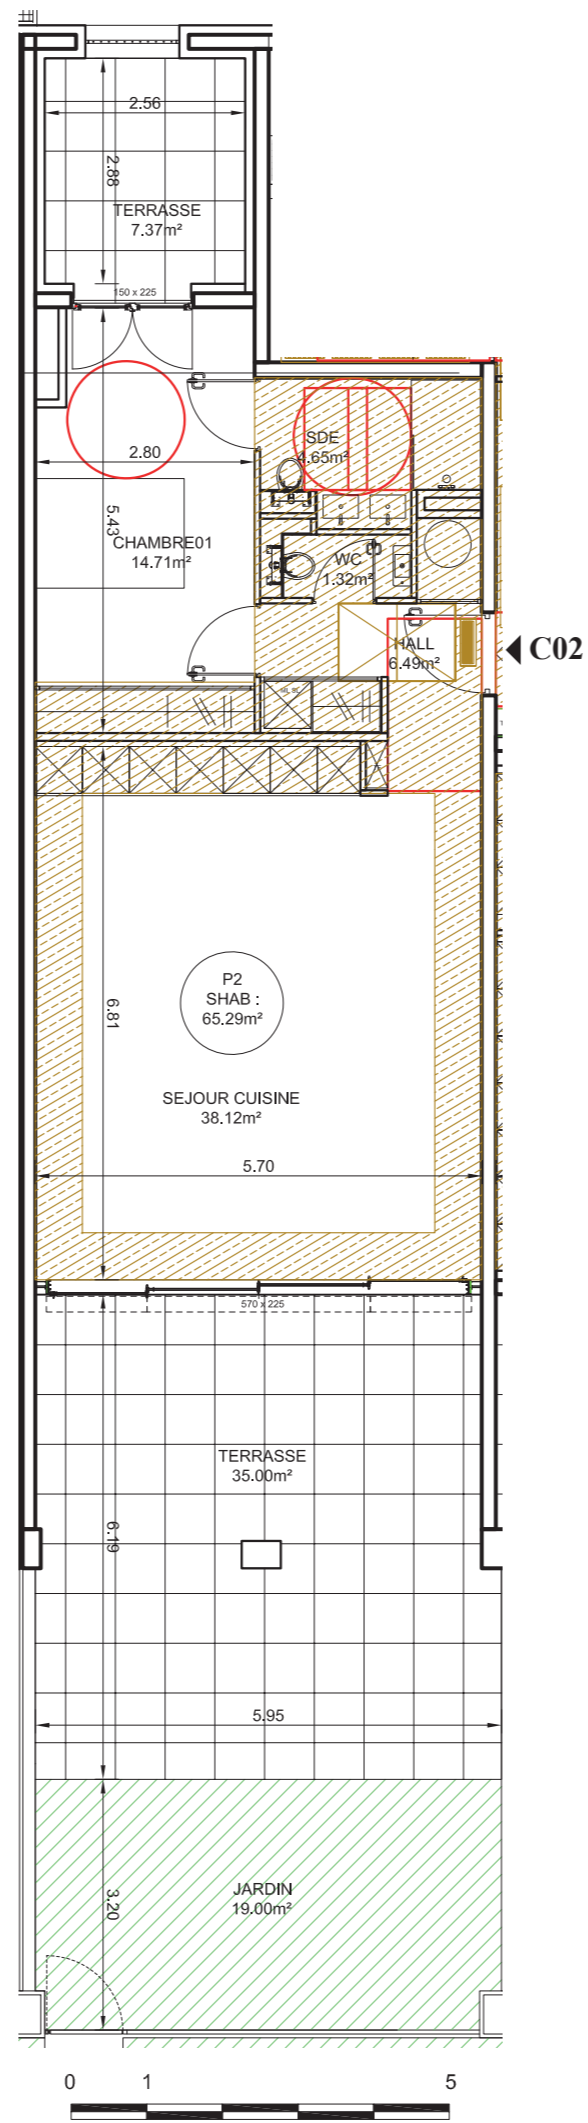 2.56
2.88
TERRASSE
7.37m²
150 x 225
SDE
4.65m²
2.80
5.43
CHAMBRE01
14.71m²
WC
1.32m²
HALL
6.49m²
C02
P2
SHAB :
65.29m²
6.81
SEJOUR CUISINE
38.12m²
5.70
570 x 225
TERRASSE
35.00m²
6.19
5.95
JARDIN
19.00m²
3.20
0 1 5